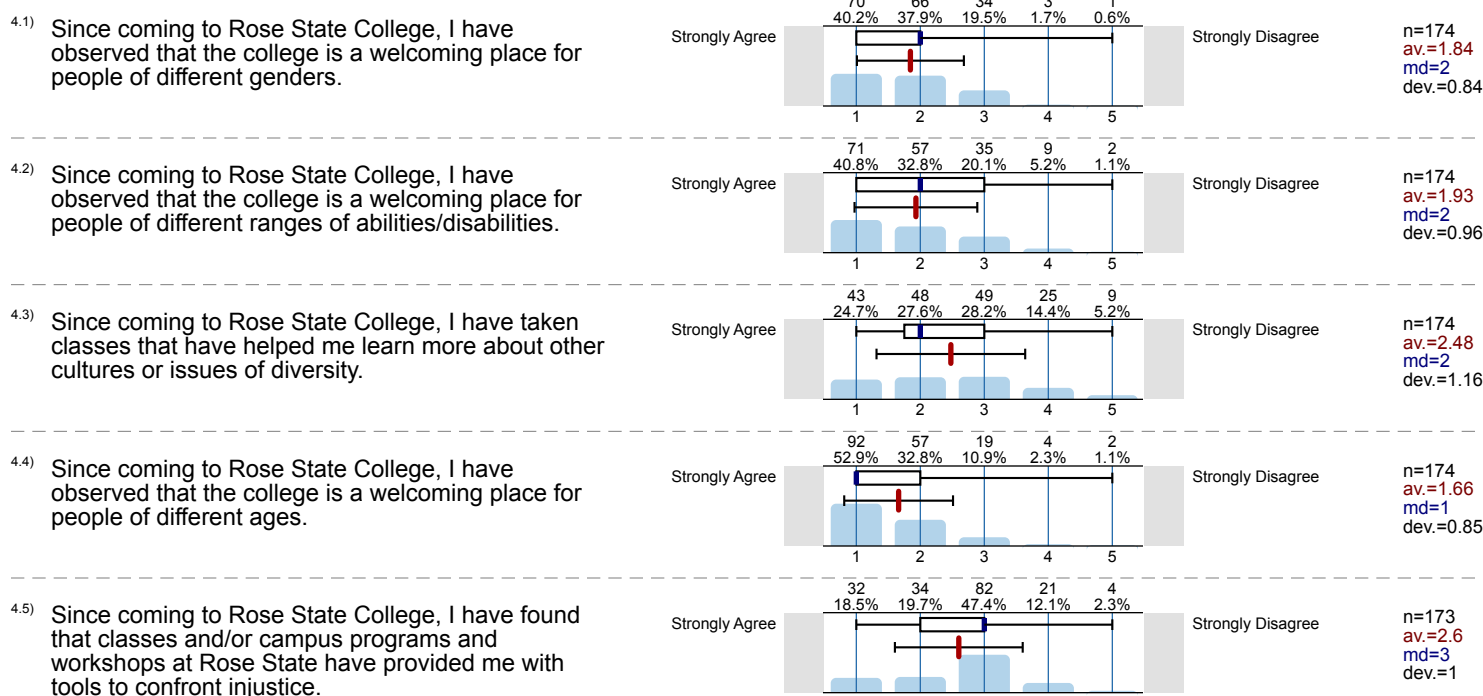 70 66 34 3 1
40.2% 37.9% 19.5% 1.7% 0.6%
4.1) Since coming to Rose State College, I have
observed that the college is a welcoming place for
people of different genders.
Strongly Agree Strongly Disagree
n=174
av.=1.84
md=2
dev.=0.84
1 2 3 4 5
71 57 35 9 2
40.8% 32.8% 20.1% 5.2% 1.1%
4.2) Since coming to Rose State College, I have
observed that the college is a welcoming place for
people of different ranges of abilities/disabilities.
Strongly Agree Strongly Disagree
n=174
av.=1.93
md=2
dev.=0.96
1 2 3 4 5
43 48 49 25 9
24.7% 27.6% 28.2% 14.4% 5.2%
4.3) Since coming to Rose State College, I have taken
classes that have helped me learn more about other
cultures or issues of diversity.
Strongly Agree Strongly Disagree
n=174
av.=2.48
md=2
dev.=1.16
1 2 3 4 5
92 57 19 4 2
52.9% 32.8% 10.9% 2.3% 1.1%
4.4) Since coming to Rose State College, I have
observed that the college is a welcoming place for
people of different ages.
Strongly Agree Strongly Disagree
n=174
av.=1.66
md=1
dev.=0.85
1 2 3 4 5
32 34 82 21 4
18.5% 19.7% 47.4% 12.1% 2.3%
4.5) Since coming to Rose State College, I have found
that classes and/or campus programs and
workshops at Rose State have provided me with
tools to confront injustice.
Strongly Agree Strongly Disagree
n=173
av.=2.6
md=3
dev.=1